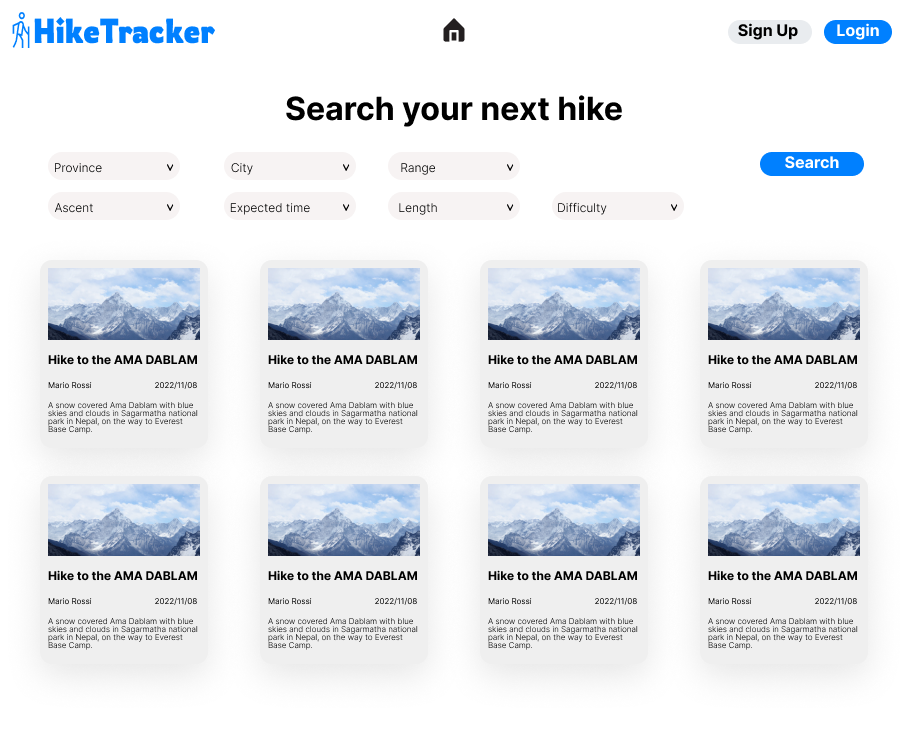 HikeTracker
Sign Up
Login
Search your next hike
Province
City
Range
Search
Ascent
Expected time
Length
Difficulty
Hike to the AMA DABLAM
Mario Rossi 2022/11/08
A snow covered Ama Dablam with blue
skies and clouds in Sagarmatha national
park in Nepal, on the way to Everest
Base Camp.
Hike to the AMA DABLAM
Mario Rossi 2022/11/08
A snow covered Ama Dablam with blue
skies and clouds in Sagarmatha national
park in Nepal, on the way to Everest
Base Camp.
Hike to the AMA DABLAM
Mario Rossi 2022/11/08
A snow covered Ama Dablam with blue
skies and clouds in Sagarmatha national
park in Nepal, on the way to Everest
Base Camp.
Hike to the AMA DABLAM
Mario Rossi 2022/11/08
A snow covered Ama Dablam with blue
skies and clouds in Sagarmatha national
park in Nepal, on the way to Everest
Base Camp.
Hike to the AMA DABLAM
Mario Rossi 2022/11/08
A snow covered Ama Dablam with blue
skies and clouds in Sagarmatha national
park in Nepal, on the way to Everest
Base Camp.
Hike to the AMA DABLAM
Mario Rossi 2022/11/08
A snow covered Ama Dablam with blue
skies and clouds in Sagarmatha national
park in Nepal, on the way to Everest
Base Camp.
Hike to the AMA DABLAM
Mario Rossi 2022/11/08
A snow covered Ama Dablam with blue
skies and clouds in Sagarmatha national
park in Nepal, on the way to Everest
Base Camp.
Hike to the AMA DABLAM
Mario Rossi 2022/11/08
A snow covered Ama Dablam with blue
skies and clouds in Sagarmatha national
park in Nepal, on the way to Everest
Base Camp.